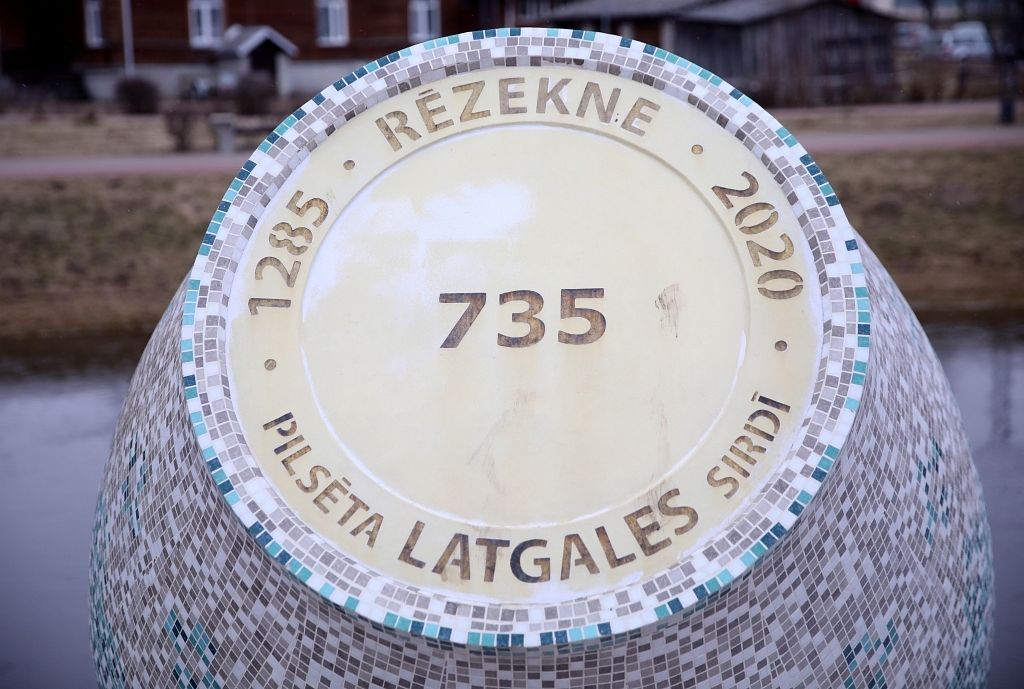 RĒZEKNE
1285
2020
735
PILSĒTA LATGALES SIRDĪ